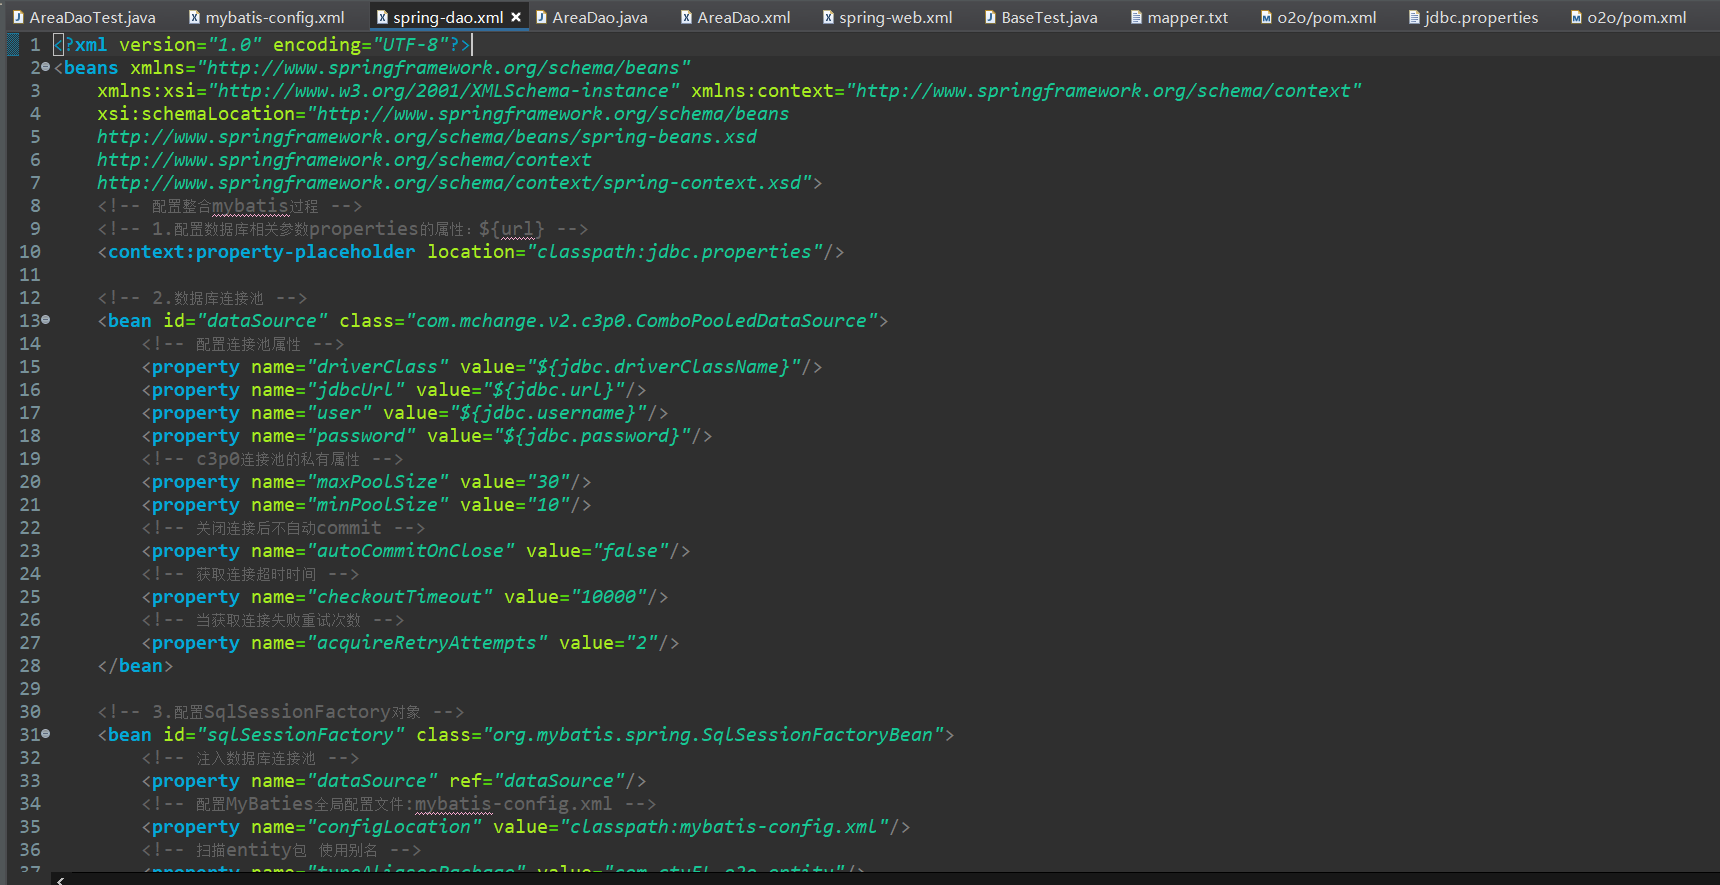 AreaDaoTest.java mybatis-config.xml spring-dao.xml AreaDao.java AreaDao.xml spring-web.xml BaseTest.java mapper.txt o2o/pom.xml jdbc.properties o2o/pom.xml
1 <?xml version="1.0" encoding="UTF-8"?>
2 <beans xmlns="http://www.springframework.org/schema/beans"
3 xmlns:xsi="http://www.w3.org/2001/XMLSchema-instance" xmlns:context="http://www.springframework.org/schema/context"
4 xsi:schemaLocation="http://www.springframework.org/schema/beans
5 http://www.springframework.org/schema/beans/spring-beans.xsd
6 http://www.springframework.org/schema/context
7 http://www.springframework.org/schema/context/spring-context.xsd">
8 <!-- 配置整合mybatis过程 -->
9 <!-- 1.配置数据库相关参数properties的属性：${url} -->
10 <context:property-placeholder location="classpath:jdbc.properties"/>
11
12 <!-- 2.数据库连接池 -->
13 <bean id="dataSource" class="com.mchange.v2.c3p0.ComboPooledDataSource">
14 <!-- 配置连接池属性 -->
15 <property name="driverClass" value="${jdbc.driverClassName}"/>
16 <property name="jdbcUrl" value="${jdbc.url}"/>
17 <property name="user" value="${jdbc.username}"/>
18 <property name="password" value="${jdbc.password}"/>
19 <!-- c3p0连接池的私有属性 -->
20 <property name="maxPoolSize" value="30"/>
21 <property name="minPoolSize" value="10"/>
22 <!-- 关闭连接后不自动commit -->
23 <property name="autoCommitOnClose" value="false"/>
24 <!-- 获取连接超时时间 -->
25 <property name="checkoutTimeout" value="10000"/>
26 <!-- 当获取连接失败重试次数 -->
27 <property name="acquireRetryAttempts" value="2"/>
28 </bean>
29
30 <!-- 3.配置SqlSessionFactory对象 -->
31 <bean id="sqlSessionFactory" class="org.mybatis.spring.SqlSessionFactoryBean">
32 <!-- 注入数据库连接池 -->
33 <property name="dataSource" ref="dataSource"/>
34 <!-- 配置MyBaties全局配置文件:mybatis-config.xml -->
35 <property name="configLocation" value="classpath:mybatis-config.xml"/>
36 <!-- 扫描entity包 使用别名 -->
37 <property name="typeAliasesPackage"